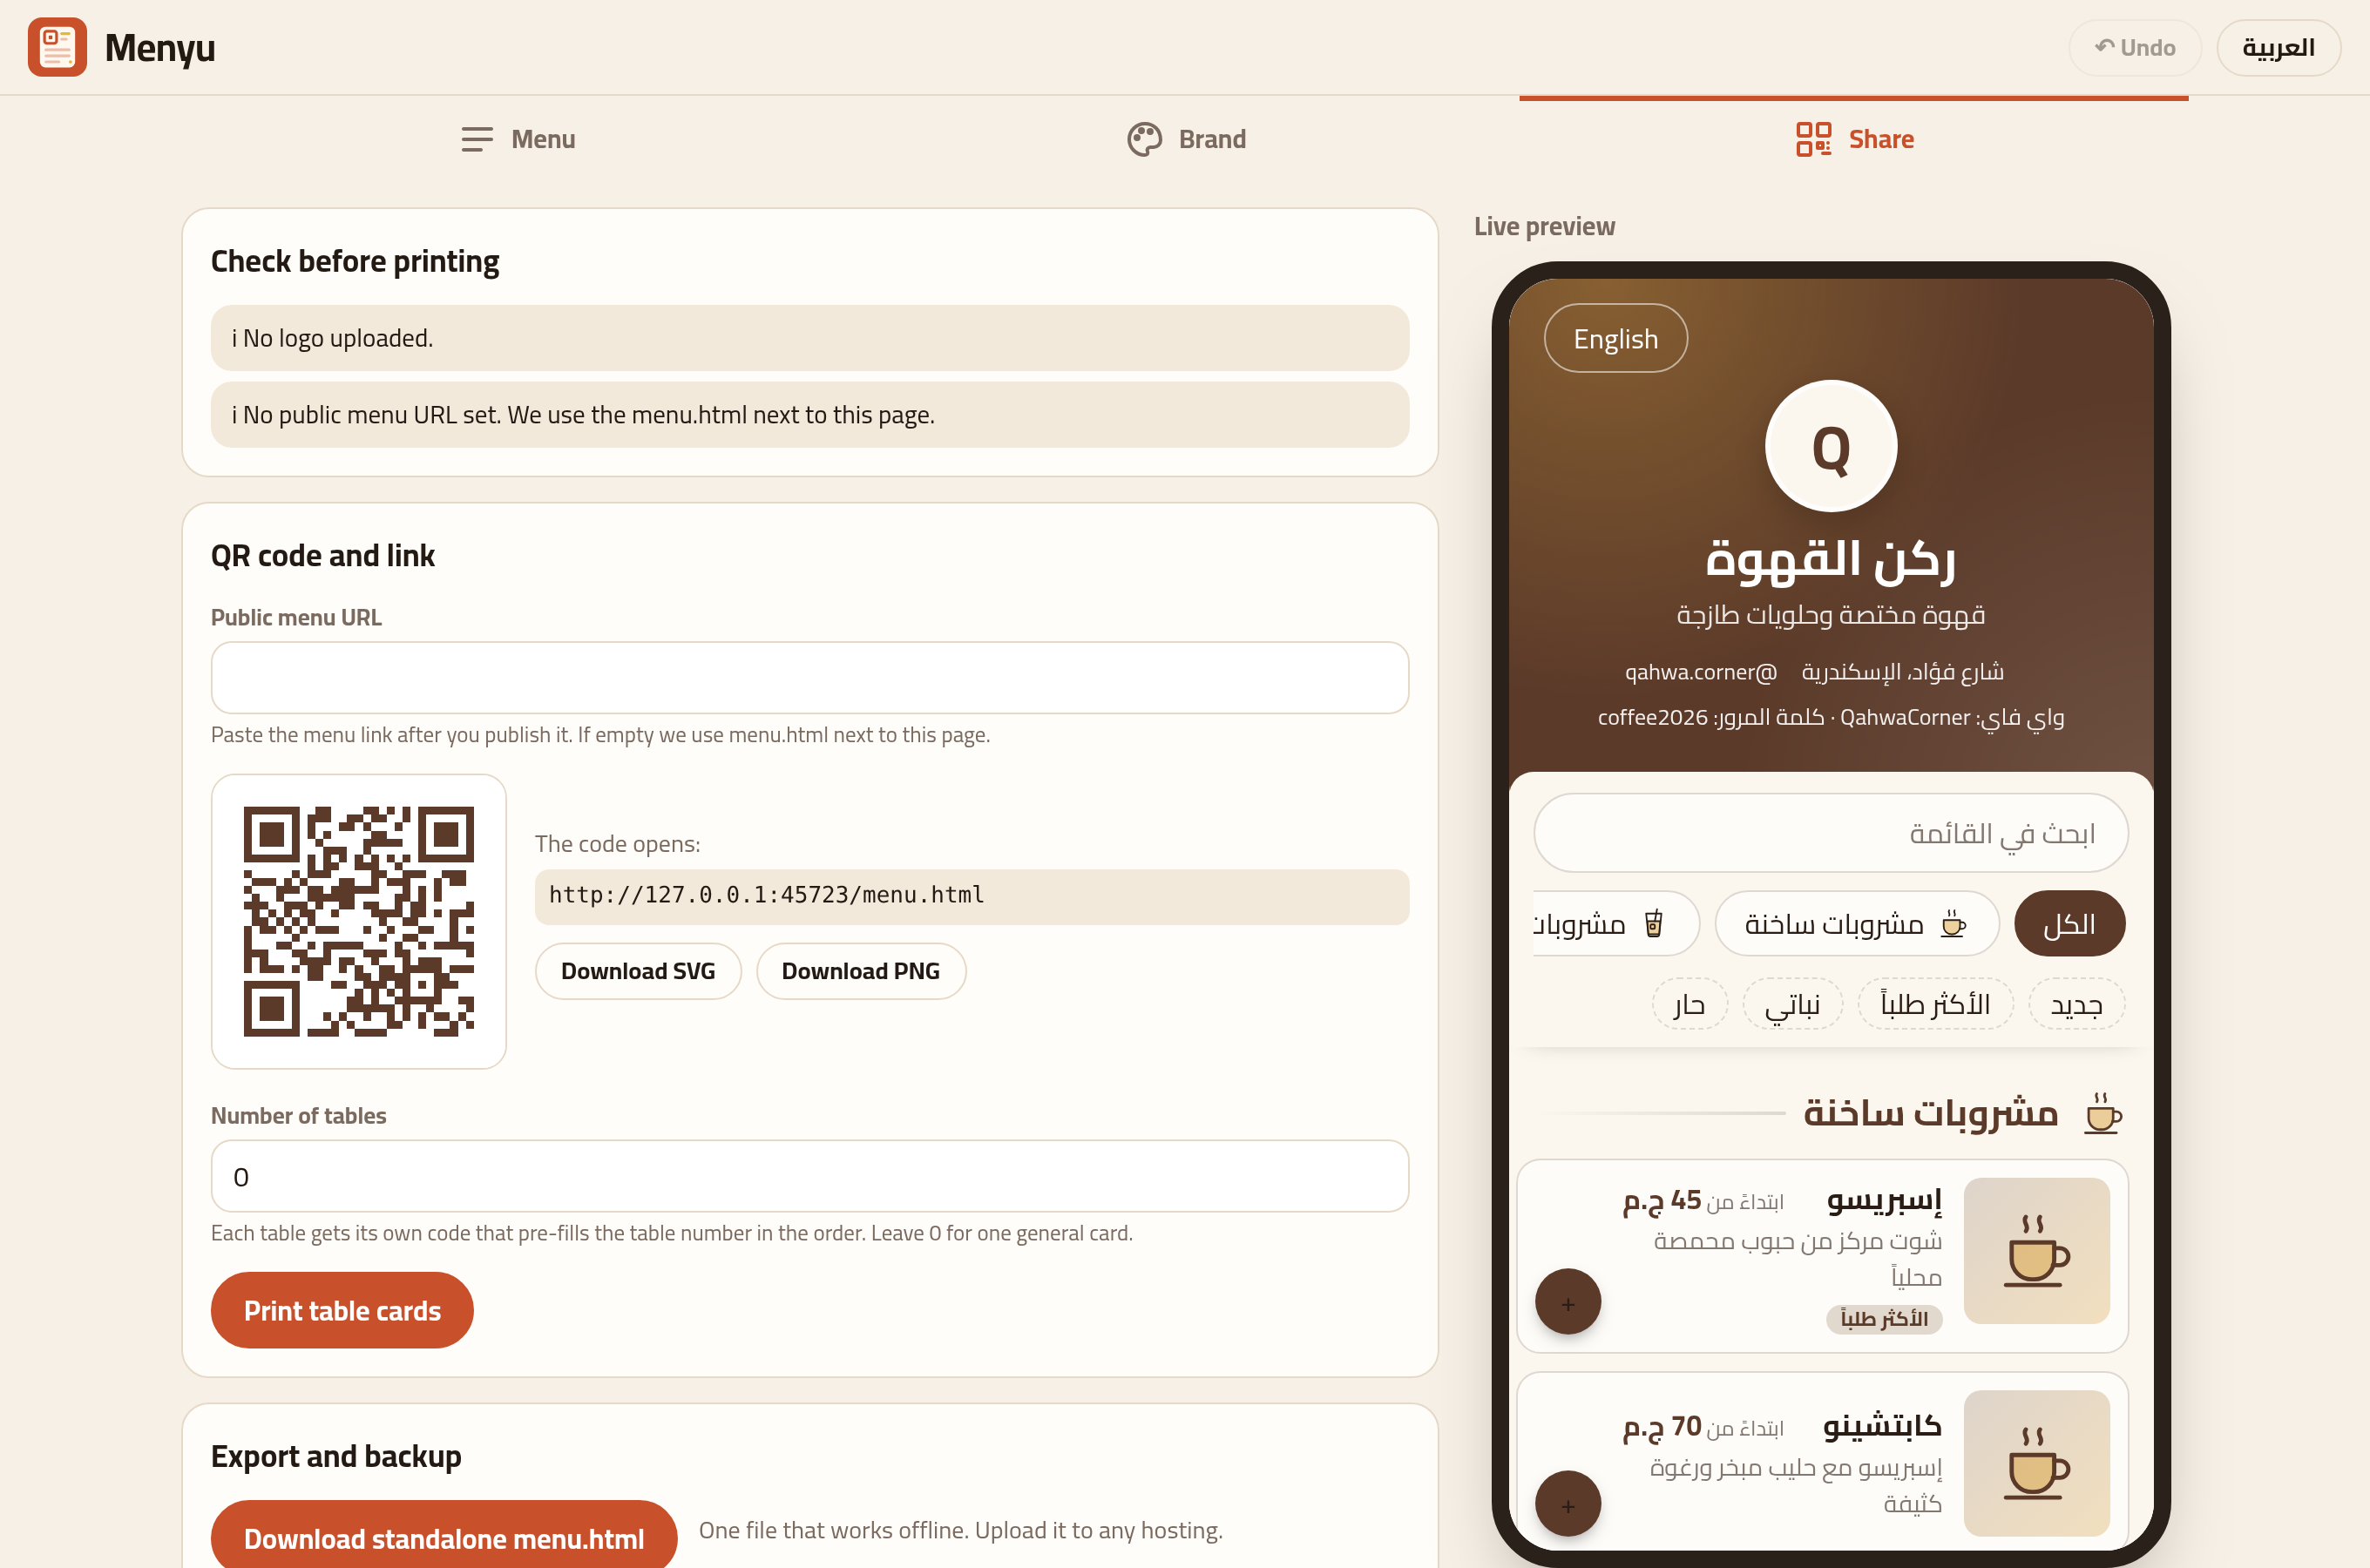 Menyu
↶ Undo
العربية
Menu
Brand
Share
Check before printing
i No logo uploaded.
i No public menu URL set. We use the menu.html next to this page.
QR code and link
Public menu URL
Paste the menu link after you publish it. If empty we use menu.html next to this page.
The code opens:
http://127.0.0.1:45723/menu.html
Download SVG
Download PNG
Number of tables
0
Each table gets its own code that pre-fills the table number in the order. Leave 0 for one general card.
Print table cards
Export and backup
Download standalone menu.html
One file that works offline. Upload it to any hosting.
Live preview
English
Q
ركن القهوة
قهوة مختصة وحلويات طازجة
شارع فؤاد، الإسكندرية @qahwa.corner
واي فاي: QahwaCorner · كلمة المرور: coffee2026
ابحث في القائمة
الكل
مشروبات ساخنة
مشروبات
جديد
الأكثر طلباً
نباتي
حار
مشروبات ساخنة
إسبريسو
ابتداءً من 45 ج.م
شوت مركز من حبوب محمصة
محلياً
الأكثر طلباً
+
كابتشينو
ابتداءً من 70 ج.م
إسبريسو مع حليب مبخر ورغوة
كثيفة
+